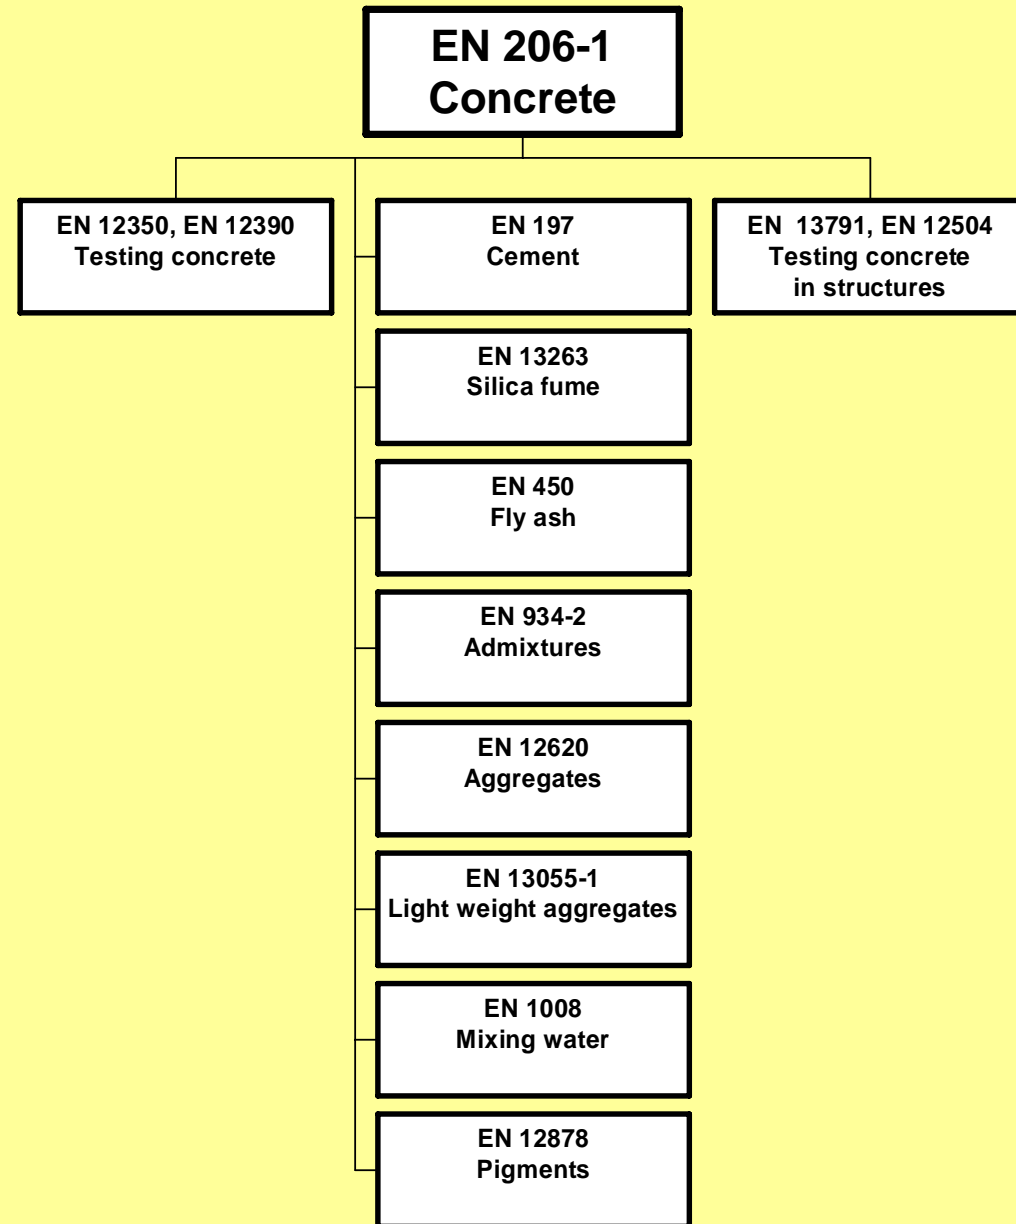 EN 206-1
Concrete
EN 12350, EN 12390
Testing concrete
EN 197
Cement
EN  13791, EN 12504
Testing concrete
in structures
EN 13263
Silica fume
EN 450
Fly ash
EN 934-2
Admixtures
EN 12620
Aggregates
EN 13055-1
Light weight aggregates
EN 1008
Mixing water
EN 12878
Pigments